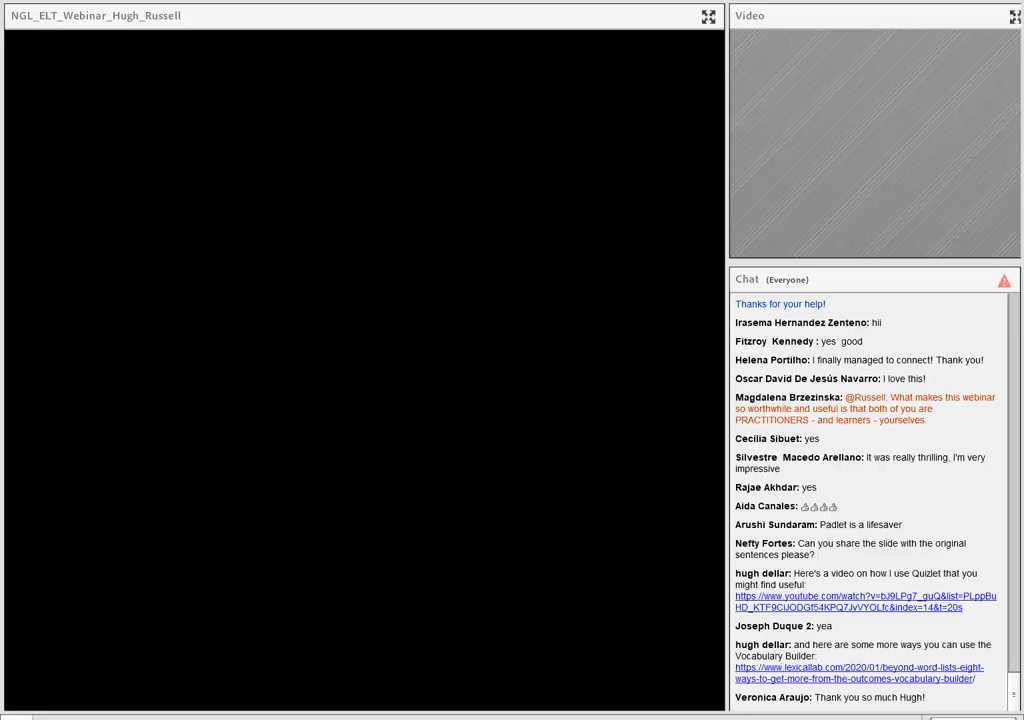 NGL_ELT_Webinar_Hugh_Russell
Video
Chat (Everyone)
Thanks for your help!
Irasema Hernandez Zenteno: hii
Fitzroy Kennedy : yes good
Helena Portilho: I finally managed to connect! Thank you!
Oscar David De Jesús Navarro: I love this!
Magdalena Brzezinska: @Russell: What makes this webinar
so worthwhile and useful is that both of you are
PRACTITIONERS - and learners - yourselves.
Cecilia Sibuet: yes
Silvestre Macedo Arellano: It was really thrilling, I'm very
impressive
Rajae Akhdar: yes
Aida Canales: 👍👍👍👍
Arushi Sundaram: Padlet is a lifesaver
Nefty Fortes: Can you share the slide with the original
sentences please?
hugh dellar: Here's a video on how I use Quizlet that you
might find useful:
https://www.youtube.com/watch?v=bJ9LPg7_guQ&list=PLppBu
HD_KTF9CiJODGf54KPQ7JvVYOLfc&index=14&t=20s
Joseph Duque 2: yea
hugh dellar: and here are some more ways you can use the
Vocabulary Builder:
https://www.lexicallab.com/2020/01/beyond-word-lists-eight-
ways-to-get-more-from-the-outcomes-vocabulary-builder/
Veronica Araujo: Thank you so much Hugh!